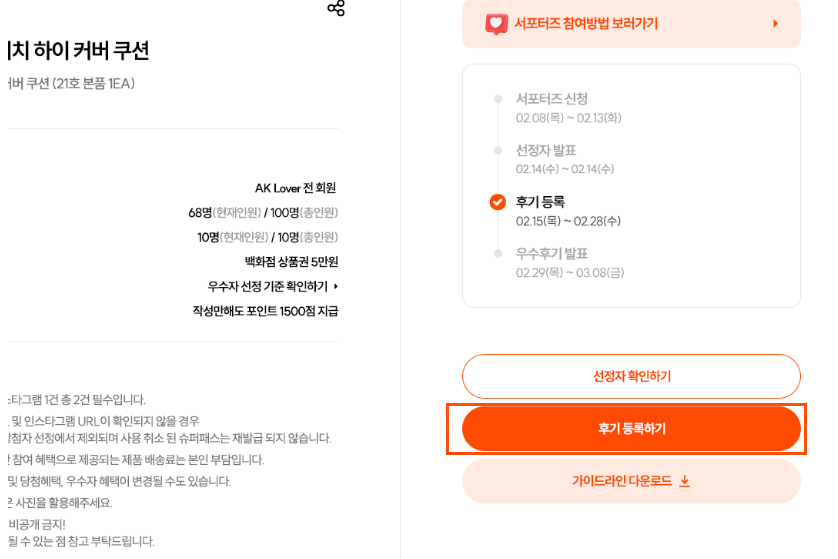 치 하이 커버 쿠션
커버 쿠션 (21호 본품 1EA)
AK Lover 전 회원
68명(현재인원) / 100명(총인원)
10명(현재인원) / 10명(총인원)
백화점 상품권 5만원
우수자 선정 기준 확인하기
작성만해도 포인트 1500점 지급
스타그램 1건 총 2건 필수입니다.
및 인스타그램 URL이 확인되지 않을 경우
당첨자 선정에서 제외되며 사용 취소 된 슈퍼패스는 재발급 되지 않습니다.
참여 혜택으로 제공되는 제품 배송료는 본인 부담입니다.
및 당첨혜택, 우수자 혜택이 변경될 수도 있습니다.
은 사진을 활용해주세요.
비공개 금지!
될 수 있는 점 참고 부탁드립니다.
서포터즈 참여방법 보러가기
서포터즈 신청
02.08(목) ~ 02.13(화)
선정자 발표
02.14(수) ~ 02.14(수)
후기 등록
02.15(목) ~ 02.28(수)
우수후기 발표
02.29(목) ~ 03.08(금)
선정자 확인하기
후기 등록하기
가이드라인 다운로드